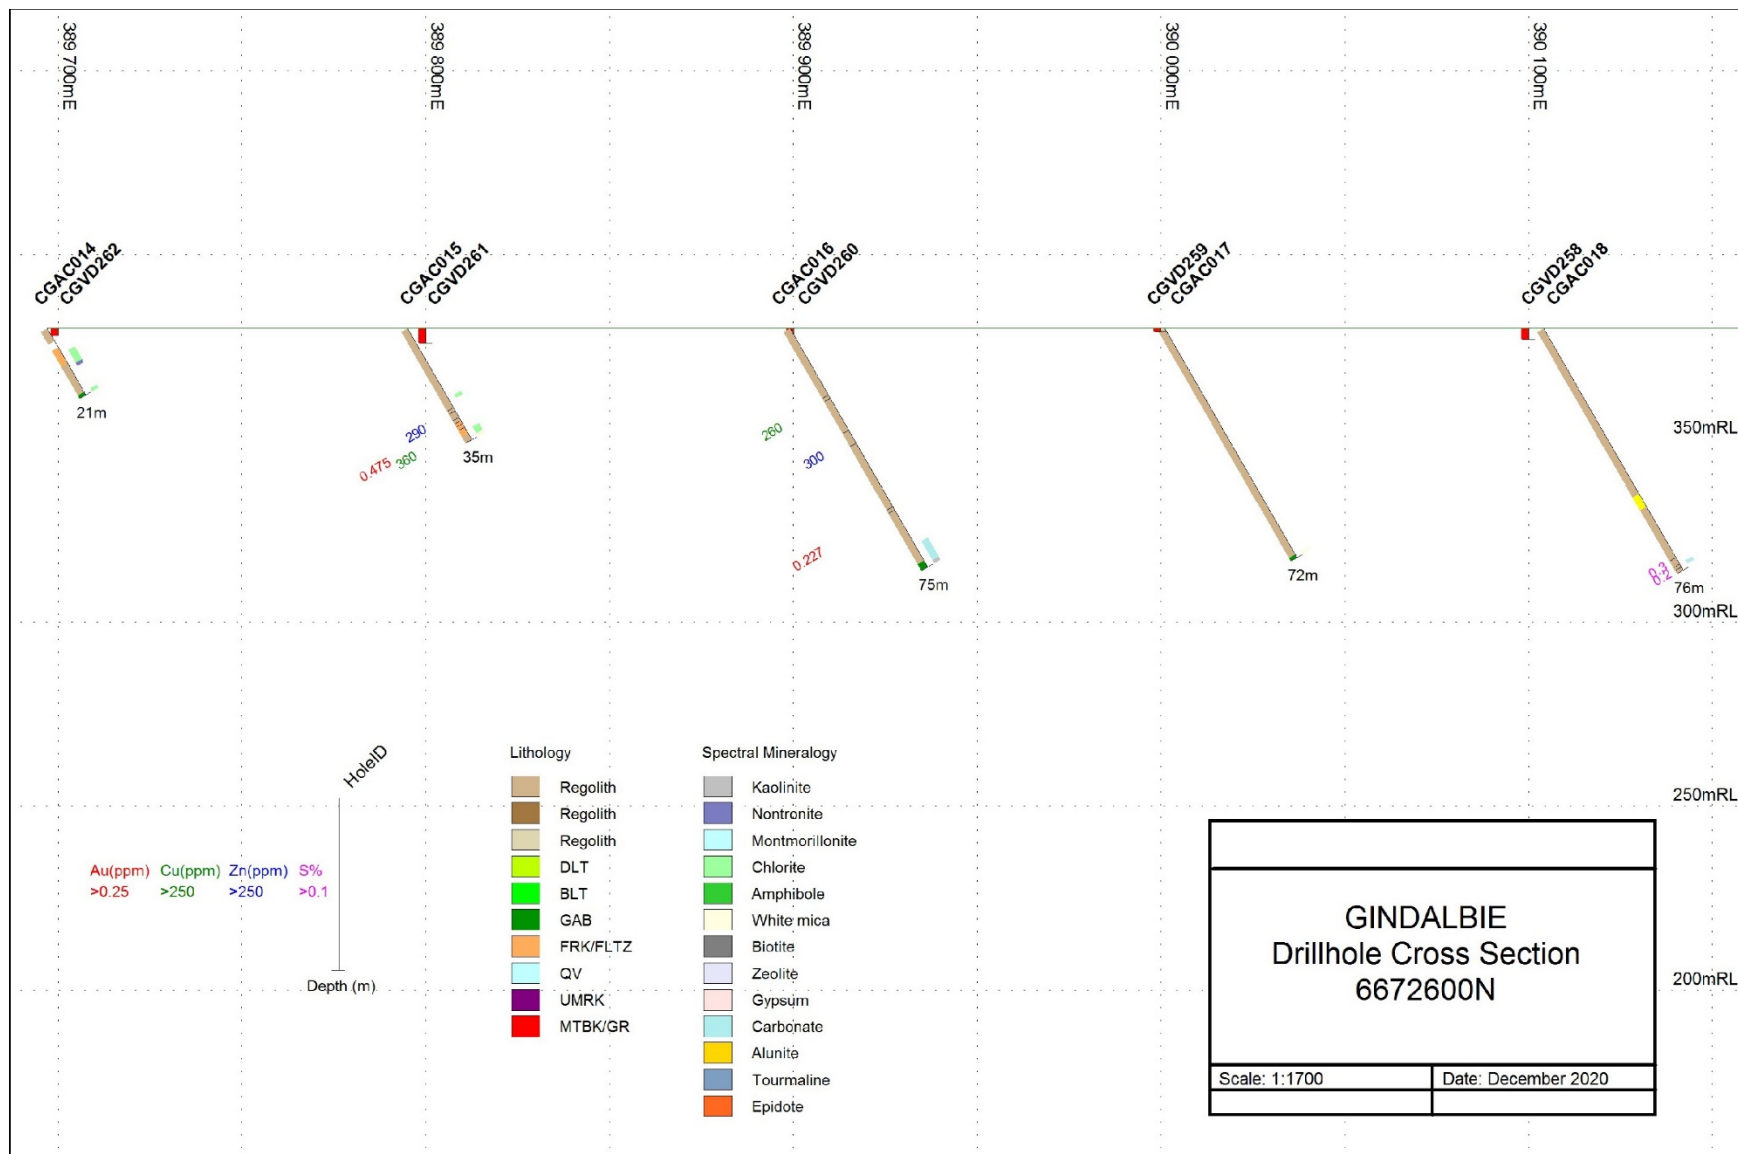 389 700mE
389 800mE
389 900mE
390 000mE
390 100mE
CGAC014
CGVD262
CGAC015
CGVD261
CGAC016
CGVD260
CGVD259
CGAC017
CGVD258
CGAC018
21m
290
0.475
360
35m
260
300
0.227
75m
72m
0.3
0.2
76m
350mRL
300mRL
250mRL
200mRL
HoleID
Au(ppm) Cu(ppm) Zn(ppm) S%
>0.25 >250 >250 >0.1
Depth (m)
Lithology
Regolith
Regolith
Regolith
DLT
BLT
GAB
FRK/FLTZ
QV
UMRK
MTBK/GR
Spectral Mineralogy
Kaolinite
Nontronite
Montmorillonite
Chlorite
Amphibole
White mica
Biotite
Zeolite
Gypsum
Carbonate
Alunite
Tourmaline
Epidote
GINDALBIE
Drillhole Cross Section
6672600N
Scale: 1:1700
Date: December 2020